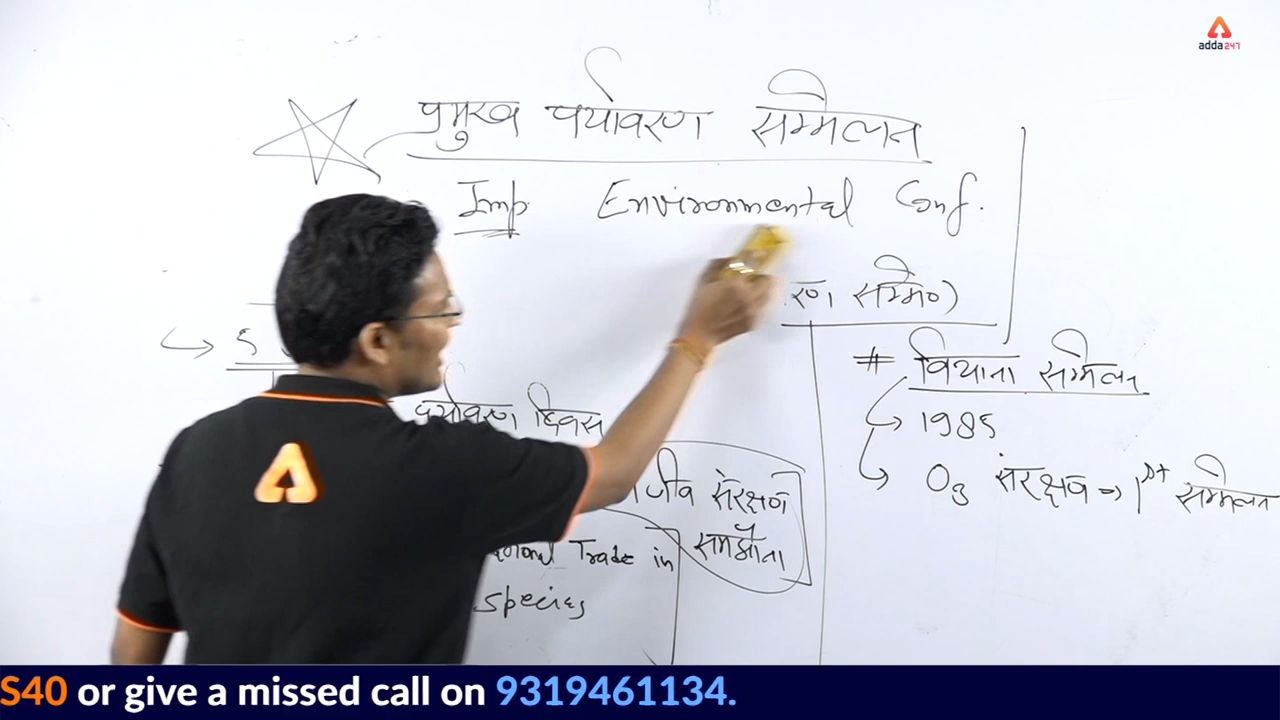 adda247
प्रमुख पर्यावरण सम्मेलन
Imp. Environmental Conf.
रण सम्मे०)
5
पर्यावरण दिवस
जीव संरक्षण
समझौता
Trade in
species
# वियाना सम्मेलन
1985
O3 संरक्षण => 1st सम्मेलन
S40 or give a missed call on 9319461134.